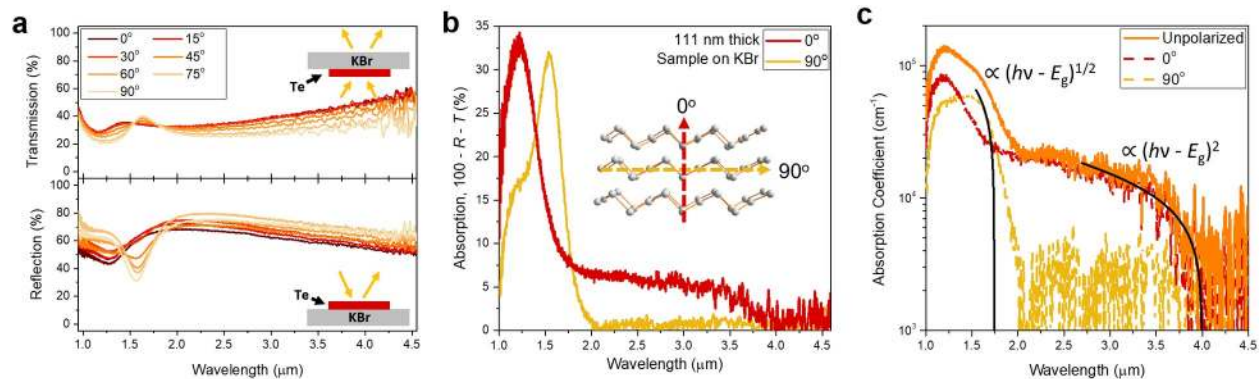 a
100
80
60
40
20
0
Transmission (%)
0° 15°
30° 45°
60° 75°
90°
KBr
Te
100
80
60
40
20
0
Reflection (%)
Te
KBr
1.0 1.5 2.0 2.5 3.0 3.5 4.0 4.5
Wavelength (μm)
b
35
30
25
20
15
10
5
0
Absorption, 100 - R - T (%)
111 nm thick
Sample on KBr
0°
90°
0°
90°
1.0 1.5 2.0 2.5 3.0 3.5 4.0 4.5
Wavelength (μm)
c
10⁵
10⁴
10³
Absorption Coefficient (cm⁻¹)
Unpolarized
0°
90°
∝ (hν - Eg)^1/2
∝ (hν - Eg)²
1.0 1.5 2.0 2.5 3.0 3.5 4.0 4.5
Wavelength (μm)